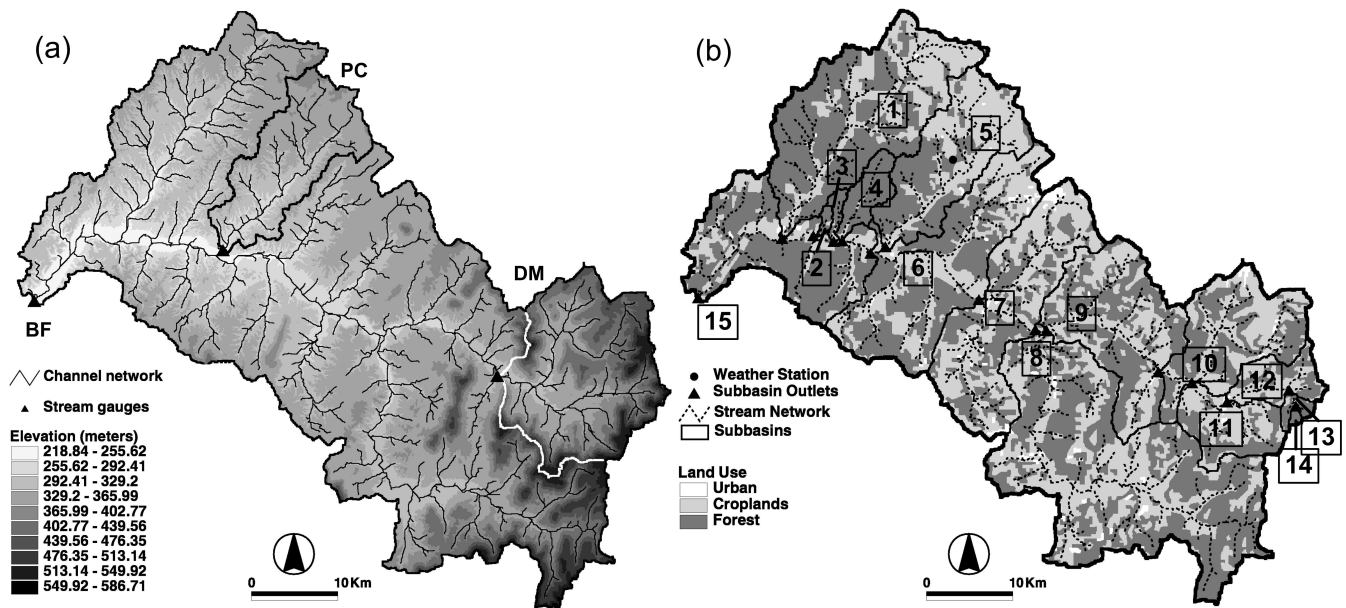 (a)
PC
DM
BF
Channel network
Stream gauges
Elevation (meters)
218.84 - 255.62
255.62 - 292.41
292.41 - 329.2
329.2 - 365.99
365.99 - 402.77
402.77 - 439.56
439.56 - 476.35
476.35 - 513.14
513.14 - 549.92
549.92 - 586.71
0 10 Km
(b)
1
5
3
4
2
6
7
9
15
8
10
12
11
13
14
Weather Station
Subbasin Outlets
Stream Network
Subbasins
Land Use
Urban
Croplands
Forest
0 10 Km